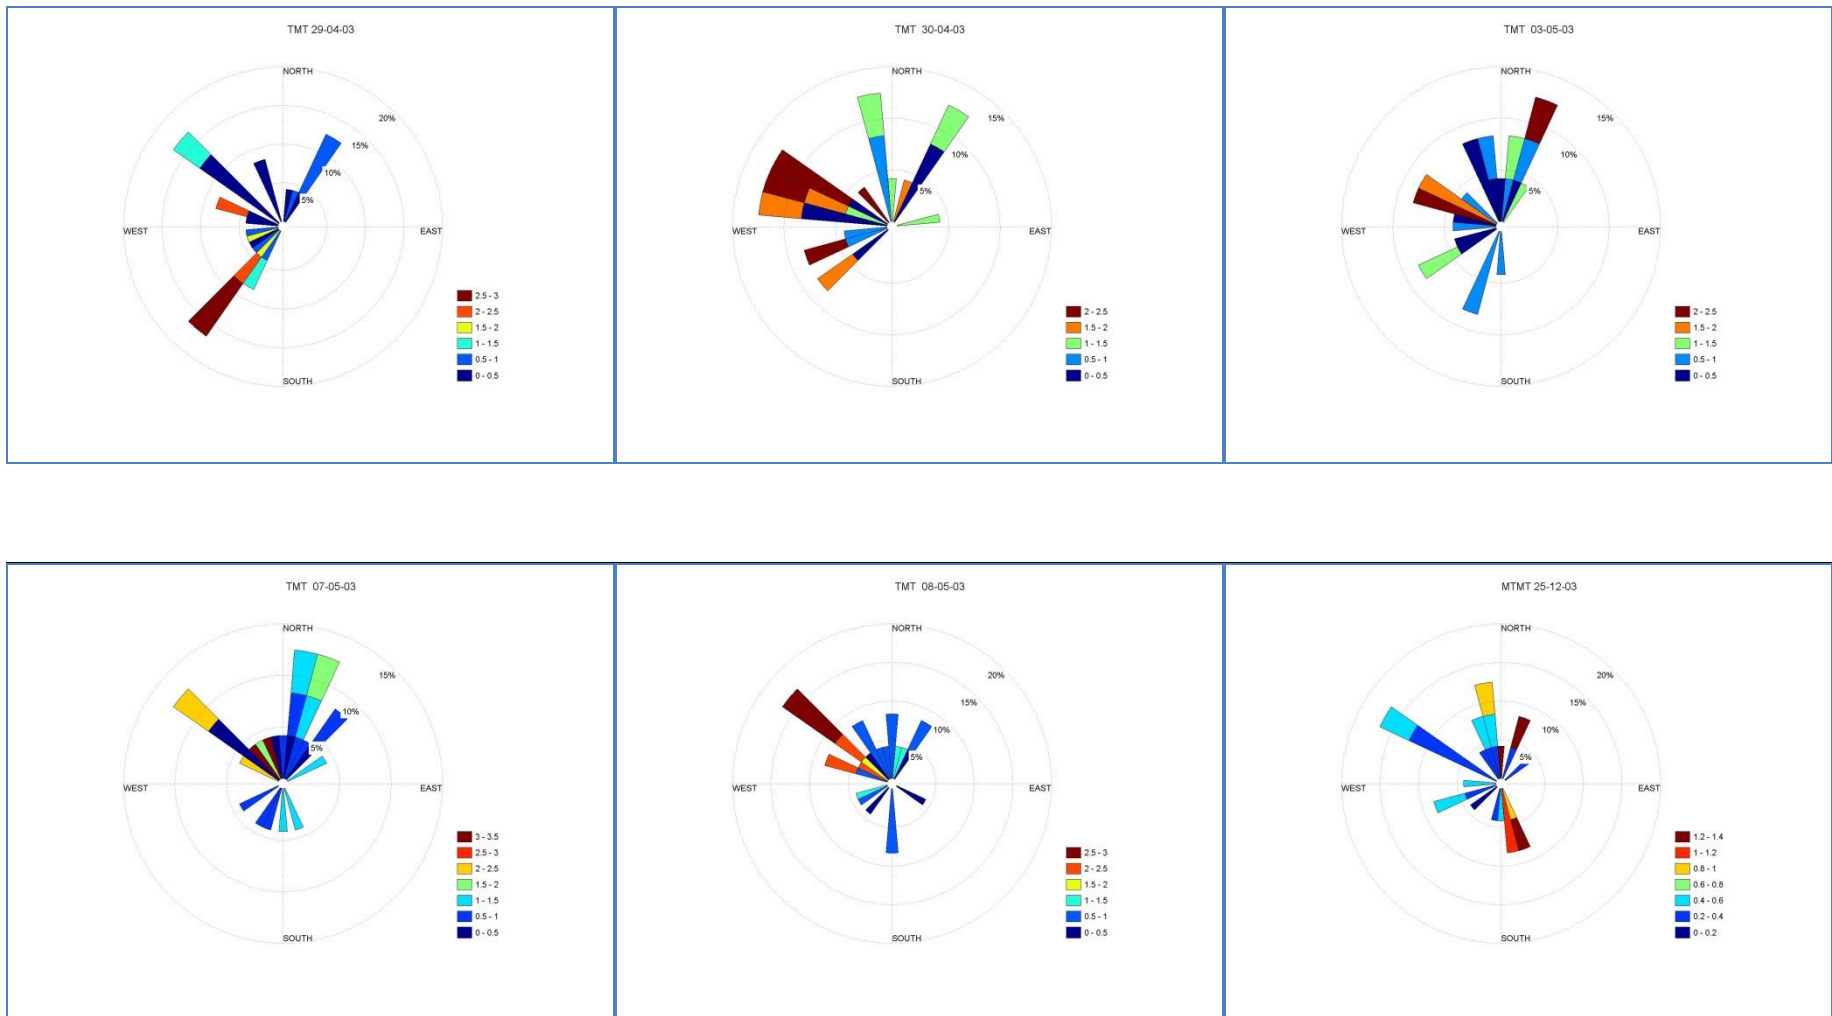 TMT 29-04-03
NORTH
20%
15%
10%
5%
WEST
EAST
2.5 - 3
2 - 2.5
1.5 - 2
1 - 1.5
0.5 - 1
0 - 0.5
SOUTH
TMT 30-04-03
NORTH
15%
10%
5%
WEST
EAST
2 - 2.5
1.5 - 2
1 - 1.5
0.5 - 1
0 - 0.5
SOUTH
TMT 03-05-03
NORTH
15%
10%
5%
WEST
EAST
2 - 2.5
1.5 - 2
1 - 1.5
0.5 - 1
0 - 0.5
SOUTH
TMT 07-05-03
NORTH
15%
10%
5%
WEST
EAST
3 - 3.5
2.5 - 3
2 - 2.5
1.5 - 2
1 - 1.5
0.5 - 1
0 - 0.5
SOUTH
TMT 08-05-03
NORTH
20%
15%
10%
5%
WEST
EAST
2.5 - 3
2 - 2.5
1.5 - 2
1 - 1.5
0.5 - 1
0 - 0.5
SOUTH
MTMT 25-12-03
NORTH
20%
15%
10%
5%
WEST
EAST
1.2 - 1.4
1 - 1.2
0.8 - 1
0.6 - 0.8
0.4 - 0.6
0.2 - 0.4
0 - 0.2
SOUTH